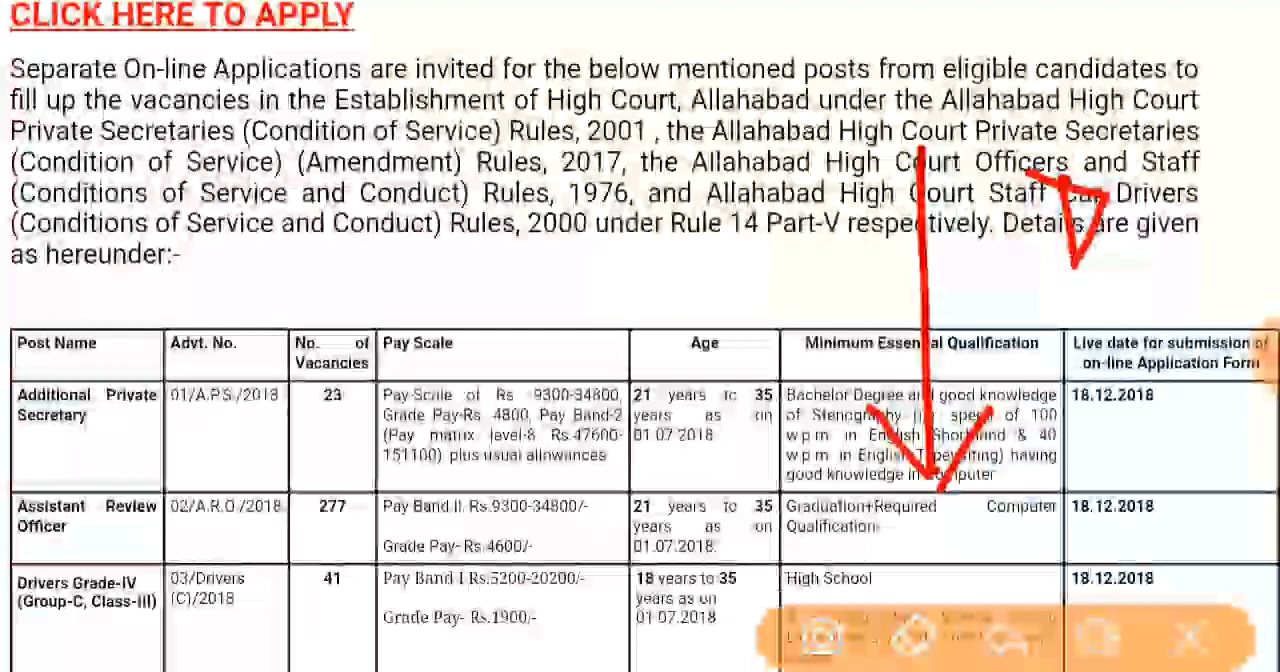 CLICK HERE TO APPLY
Separate On-line Applications are invited for the below mentioned posts from eligible candidates to
fill up the vacancies in the Establishment of High Court, Allahabad under the Allahabad High Court
Private Secretaries (Condition of Service) Rules, 2001 , the Allahabad High Court Private Secretaries
(Condition of Service) (Amendment) Rules, 2017, the Allahabad High Court Officers and Staff
(Conditions of Service and Conduct) Rules, 1976, and Allahabad High Court Staff Car Drivers
(Conditions of Service and Conduct) Rules, 2000 under Rule 14 Part-V respectively. Details are given
as hereunder:-
Post Name
Advt. No.
No. of
Vacancies
Pay Scale
Age
Minimum Essential Qualification
Live date for submission of
on-line Application Form
Additional Private
Secretary
01/A.P.S./2018
23
Pay Scale of Rs 9300-34800,
Grade Pay-Rs 4800, Pay Band-2
(Pay matrix level-8 Rs.47600-
151100) plus usual allowances
21 years to 35
years as on
01.07.2018
Bachelor Degree and good knowledge
of Stenography (in speed of 100
w.p.m. in English Shorthand & 40
w.p.m. in English Typewriting) having
good knowledge in Computer
18.12.2018
Assistant Review
Officer
02/A.R.O./2018
277
Pay Band II. Rs.9300-34800/-
Grade Pay- Rs.4600/-
21 years to 35
years as on
01.07.2018.
Graduation+Required Computer
Qualification
18.12.2018
Drivers Grade-IV
(Group-C, Class-III)
03/Drivers
(C)/2018
41
Pay Band I Rs.5200-20200/-
Grade Pay- Rs.1900/-
18 years to 35
years as on
01.07.2018
High School
18.12.2018